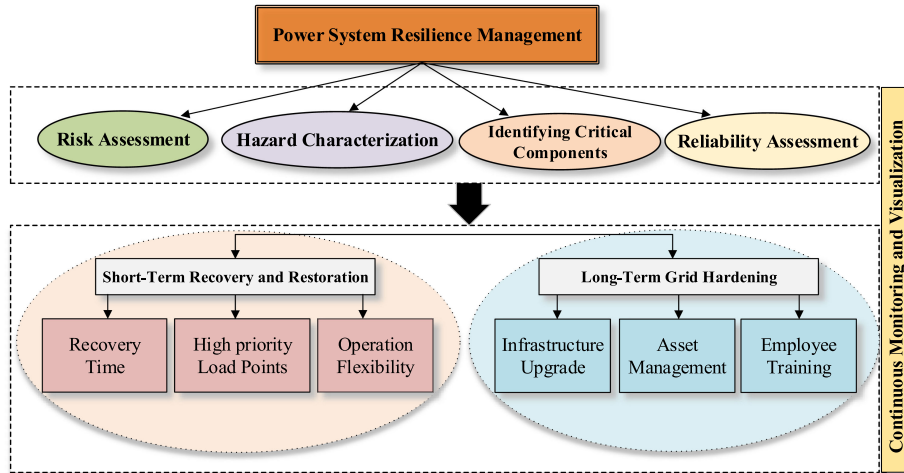 Power System Resilience Management
Risk Assessment
Hazard Characterization
Identifying Critical
Components
Reliability Assessment
Continuous Monitoring and Visualization
Short-Term Recovery and Restoration
Long-Term Grid Hardening
Recovery
Time
High priority
Load Points
Operation
Flexibility
Infrastructure
Upgrade
Asset
Management
Employee
Training